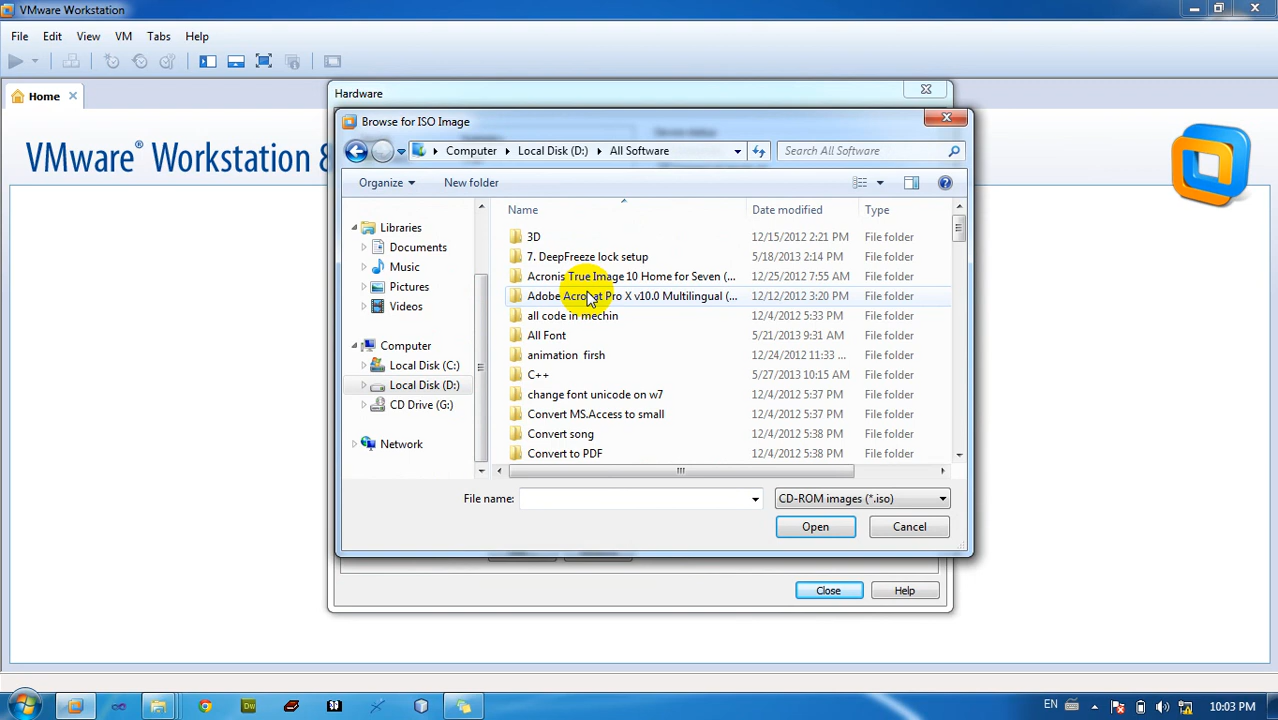 VMware Workstation
File Edit View VM Tabs Help
Home
VMware® Workstation 8
Hardware
Browse for ISO Image
Computer Local Disk (D:) All Software Search All Software
Organize New folder
Name Date modified Type
Libraries
Documents
Music
Pictures
Videos
Computer
Local Disk (C:)
Local Disk (D:)
CD Drive (G:)
Network
3D 12/15/2012 2:21 PM File folder
7. DeepFreeze lock setup 5/18/2013 2:14 PM File folder
Acronis True Image 10 Home for Seven (... 12/25/2012 7:55 AM File folder
Adobe Acrobat Pro X v10.0 Multilingual (... 12/12/2012 3:20 PM File folder
all code in mechin 12/4/2012 5:33 PM File folder
All Font 5/21/2013 9:31 AM File folder
animation firsh 12/24/2012 11:33 ... File folder
C++ 5/27/2013 10:15 AM File folder
change font unicode on w7 12/4/2012 5:37 PM File folder
Convert MS.Access to small 12/4/2012 5:37 PM File folder
Convert song 12/4/2012 5:38 PM File folder
Convert to PDF 12/4/2012 5:38 PM File folder
File name: CD-ROM images (*.iso)
Open Cancel
Close Help
EN 10:03 PM